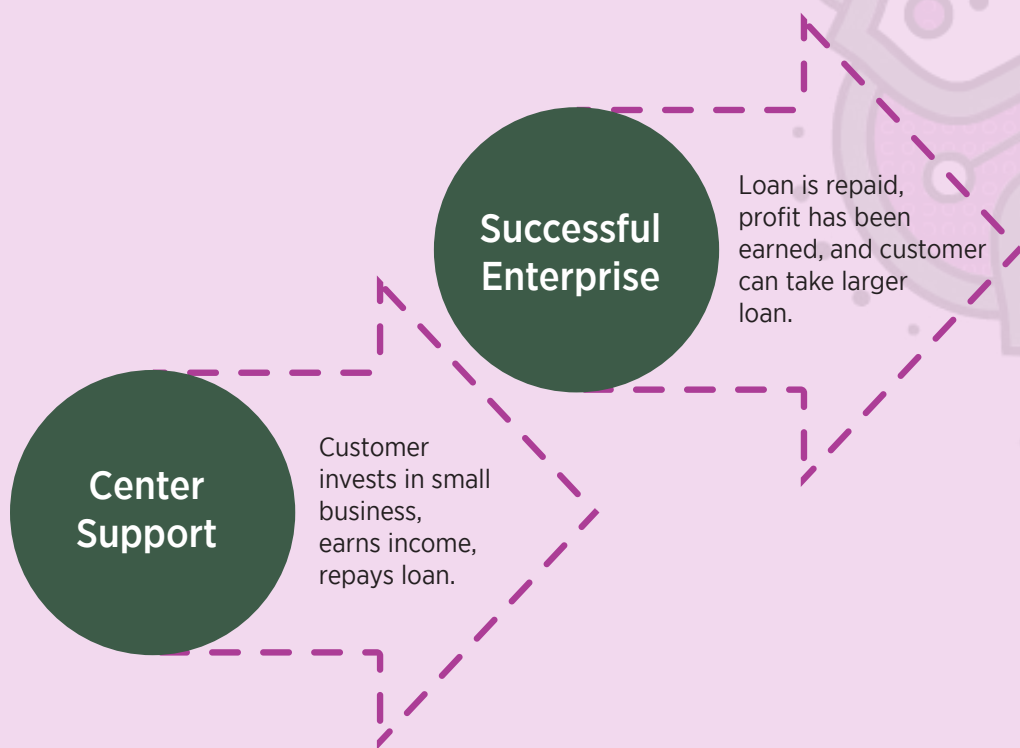 Successful
Enterprise
Loan is repaid,
profit has been
earned, and customer
can take larger
loan.
Center
Support
Customer
invests in small
business,
earns income,
repays loan.